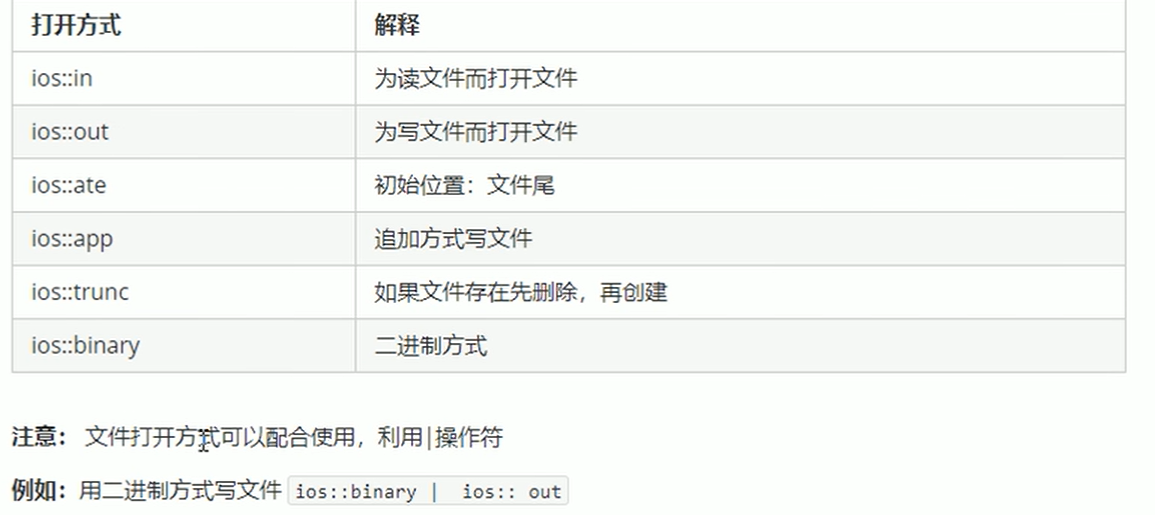 打开方式 解释
ios::in 为读文件而打开文件
ios::out 为写文件而打开文件
ios::ate 初始位置：文件尾
ios::app 追加方式写文件
ios::trunc 如果文件存在先删除，再创建
ios::binary 二进制方式
注意： 文件打开方式可以配合使用，利用|操作符
例如：用二进制方式写文件 ios::binary | ios:: out